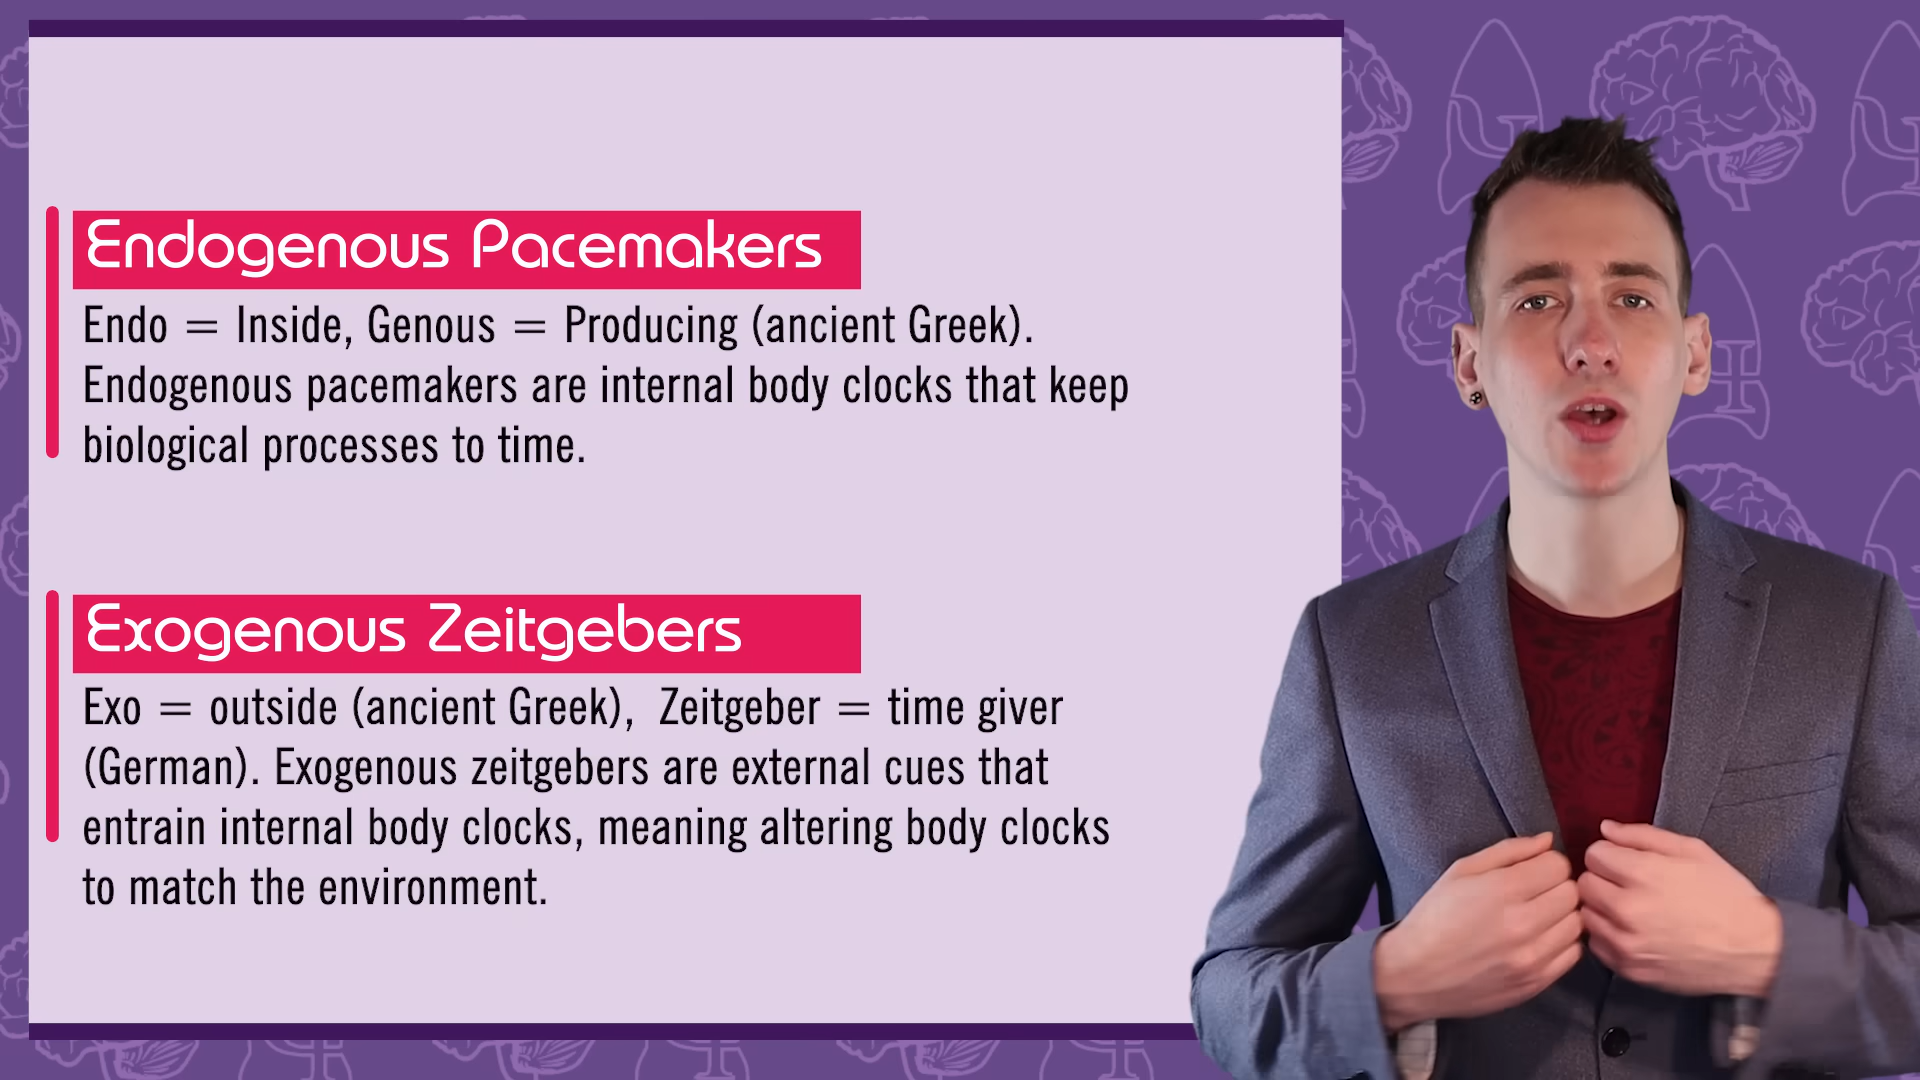 Endogenous Pacemakers
Endo = Inside, Genous = Producing (ancient Greek).
Endogenous pacemakers are internal body clocks that keep
biological processes to time.
Exogenous Zeitgebers
Exo = outside (ancient Greek), Zeitgeber = time giver
(German). Exogenous zeitgebers are external cues that
entrain internal body clocks, meaning altering body clocks
to match the environment.